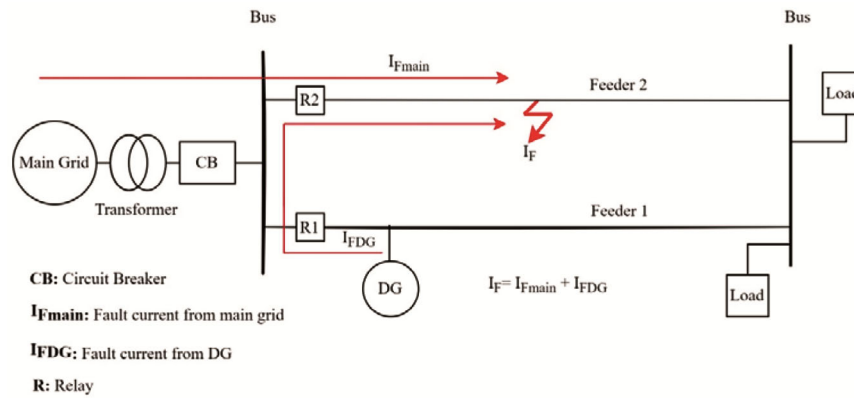 Bus
Bus
IFmain
R2
Feeder 2
Load
Main Grid
CB
IF
Transformer
R1
Feeder 1
IFDG
DG
IF= IFmain + IFDG
Load
CB: Circuit Breaker
IFmain: Fault current from main grid
IFDG: Fault current from DG
R: Relay